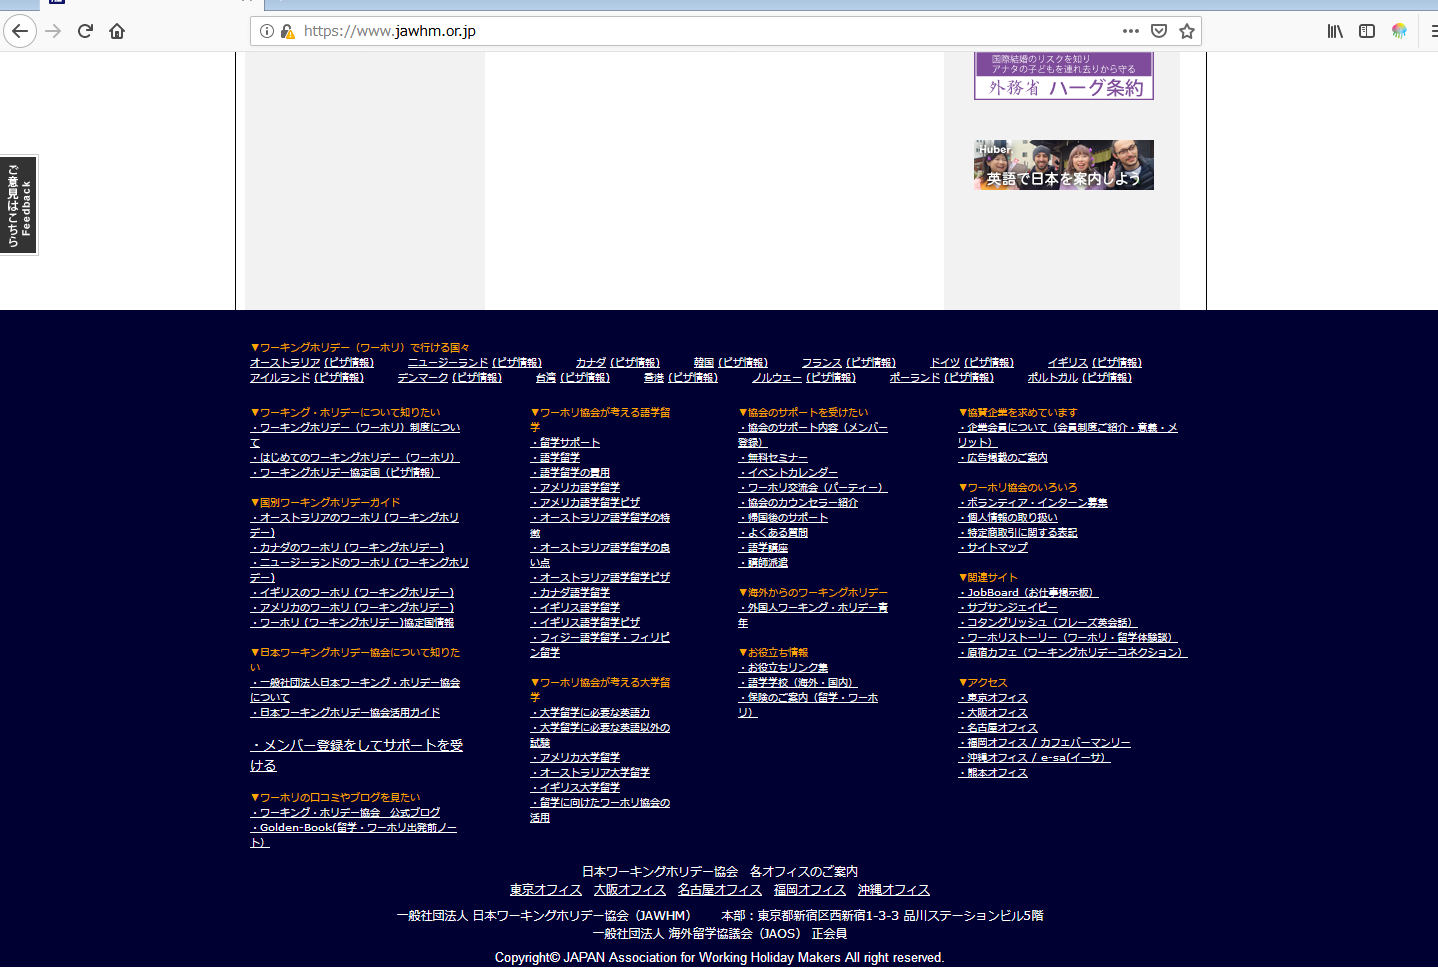 https://www.jawhm.or.jp
国際結婚のリスクを知り
アナタの子どもを連れ去りから守る
外務省 ハーグ条約
Huber.
英語で日本を案内しよう
ご意見はこちら
Feedback
▼ワーキングホリデー（ワーホリ）で行ける国々
オーストラリア (ビザ情報) ニュージーランド (ビザ情報) カナダ (ビザ情報) 韓国 (ビザ情報) フランス (ビザ情報) ドイツ (ビザ情報) イギリス (ビザ情報)
アイルランド (ビザ情報) デンマーク (ビザ情報) 台湾 (ビザ情報) 香港 (ビザ情報) ノルウェー (ビザ情報) ポーランド (ビザ情報) ポルトガル (ビザ情報)
▼ワーキング・ホリデーについて知りたい
・ワーキングホリデー（ワーホリ）制度につい
て
・はじめてのワーキングホリデー（ワーホリ）
・ワーキングホリデー協定国（ビザ情報）
▼国別ワーキングホリデーガイド
・オーストラリアのワーホリ (ワーキングホリ
デー)
・カナダのワーホリ (ワーキングホリデー)
・ニュージーランドのワーホリ (ワーキングホリ
デー)
・イギリスのワーホリ (ワーキングホリデー)
・アメリカのワーホリ (ワーキングホリデー)
・ワーホリ (ワーキングホリデー)協定国情報
▼日本ワーキングホリデー協会について知りた
い
・一般社団法人日本ワーキング・ホリデー協会
について
・日本ワーキングホリデー協会活用ガイド
・メンバー登録をしてサポートを受
ける
▼ワーホリの口コミやブログを見たい
・ワーキング・ホリデー協会　公式ブログ
・Golden-Book(留学・ワーホリ出発前ノー
ト）
▼ワーホリ協会が考える語学留
学
・留学サポート
・語学留学
・語学留学の費用
・アメリカ語学留学
・アメリカ語学留学ビザ
・オーストラリア語学留学の特
徴
・オーストラリア語学留学の良
い点
・オーストラリア語学留学ビザ
・カナダ語学留学
・イギリス語学留学
・イギリス語学留学ビザ
・フィジー語学留学・フィリピ
ン留学
▼ワーホリ協会が考える大学留
学
・大学留学に必要な英語力
・大学留学に必要な英語以外の
試験
・アメリカ大学留学
・オーストラリア大学留学
・イギリス大学留学
・留学に向けたワーホリ協会の
活用
▼協会のサポートを受けたい
・協会のサポート内容（メンバー
登録）
・無料セミナー
・イベントカレンダー
・ワーホリ交流会（パーティー）
・協会のカウンセラー紹介
・帰国後のサポート
・よくある質問
・語学講座
・講師派遣
▼海外からのワーキングホリデー
・外国人ワーキング・ホリデー青
年
▼お役立ち情報
・お役立ちリンク集
・語学学校（海外・国内）
・保険のご案内（留学・ワーホ
リ）
▼協賛企業を求めています
・企業会員について（会員制度ご紹介・意義・メ
リット）
・広告掲載のご案内
▼ワーホリ協会のいろいろ
・ボランティア・インターン募集
・個人情報の取り扱い
・特定商取引に関する表記
・サイトマップ
▼関連サイト
・JobBoard（お仕事掲示板）
・サブサンジェイピー
・コタングリッシュ（フレーズ英会話）
・ワーホリストーリー（ワーホリ・留学体験談）
・原宿カフェ（ワーキングホリデーコネクション）
▼アクセス
・東京オフィス
・大阪オフィス
・名古屋オフィス
・福岡オフィス / カフェバーマンリー
・沖縄オフィス / e-sa(イーサ）
・熊本オフィス
日本ワーキングホリデー協会　各オフィスのご案内
東京オフィス 大阪オフィス 名古屋オフィス 福岡オフィス 沖縄オフィス
一般社団法人 日本ワーキングホリデー協会（JAWHM） 本部：東京都新宿区西新宿1-3-3 品川ステーションビル5階
一般社団法人 海外留学協議会（JAOS） 正会員
Copyright© JAPAN Association for Working Holiday Makers All right reserved.